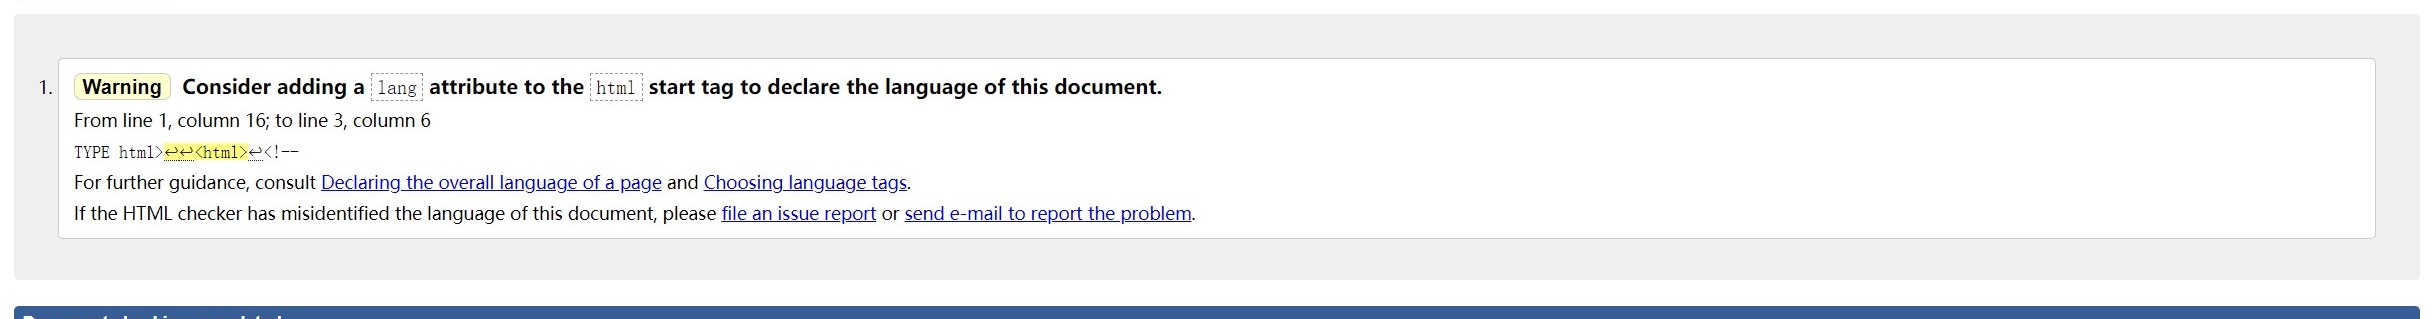 1. Warning Consider adding a lang attribute to the html start tag to declare the language of this document.
From line 1, column 16; to line 3, column 6
TYPE html>↩↩<html>↩<!--
For further guidance, consult Declaring the overall language of a page and Choosing language tags.
If the HTML checker has misidentified the language of this document, please file an issue report or send e-mail to report the problem.